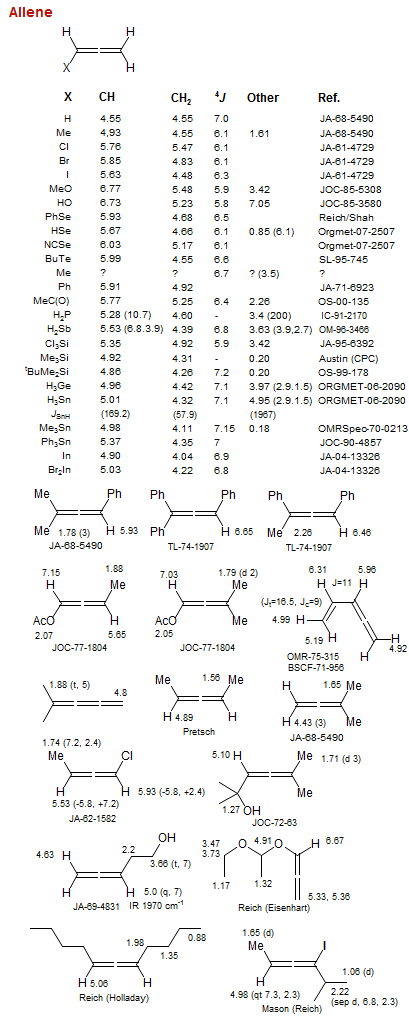 Allene
H H
X H
X CH CH2 4J Other Ref.
H 4.55 4.55 7.0 JA-68-5490
Me 4,93 4.55 6.1 1.61 JA-68-5490
Cl 5.76 5.47 6.1 JA-61-4729
Br 5.85 4.83 6.1 JA-61-4729
I 5.63 4.48 6.3 JA-61-4729
MeO 6.77 5.48 5.9 3.42 JOC-85-5308
HO 6.73 5.23 5.8 7.05 JOC-85-3580
PhSe 5.93 4.68 6.5 Reich/Shah
HSe 5.67 4.66 6.1 0.85 (6.1) Orgmet-07-2507
NCSe 6.03 5.17 6.1 Orgmet-07-2507
BuTe 5.99 4.55 6.6 SL-95-745
Me ? ? 6.7 ? (3.5) ?
Ph 5.91 4.92 JA-71-6923
MeC(O) 5.77 5.25 6.4 2.26 OS-00-135
H2P 5.28 (10.7) 4.60 - 3.4 (200) IC-91-2170
H2Sb 5.53 (6.8.3.9) 4.39 6.8 3.63 (3.9,2.7) OM-96-3466
Cl3Si 5.35 4.92 5.9 3.42 JA-95-6392
Me3Si 4.92 4.31 - 0.20 Austin (CPC)
tBuMe2Si 4.86 4.26 7.2 0.20 OS-99-178
H3Ge 4.96 4.42 7.1 3.97 (2.9.1.5) ORGMET-06-2090
H3Sn 5.01 4.32 7.1 4.95 (2.9.1.5) ORGMET-06-2090
JSnH (169.2) (57.9) (1967)
Me3Sn 4.98 4.11 7.15 0.18 OMRSpec-70-0213
Ph3Sn 5.37 4.35 7 JOC-90-4857
In 4.90 4.04 6.9 JA-04-13326
Br2In 5.03 4.22 6.8 JA-04-13326
Me Ph Ph Ph Ph Ph
Me 1.78 (3) H 5.93 Ph H 6.65 Me 2.26 H 6.46
JA-68-5490 TL-74-1907 TL-74-1907
7.15 1.88 7.03 1.79 (d 2) 6.31 5.96
H Me H Me H J=11 H
(Jt=16.5, Jc=9)
AcO H AcO Me 4.99 H
2.07 5.65 2.05 5.19 H H H 4.92
JOC-77-1804 JOC-77-1804 OMR-75-315
BSCF-71-956
1.88 (t, 5) 4.8 Me 1.56 Me H 1.65 Me
H 4.89 H H 4.43 (3) Me
Pretsch JA-68-5490
1.74 (7.2, 2.4)
Me Cl 5.10 H Me 1.71 (d 3)
H H 5.93 (-5.8, +2.4) Me
5.53 (-5.8, +7.2) 1.27 OH
JA-62-1582 JOC-72-63
OH
4.63 H 2.2 3.66 (t, 7)
H H 5.0 (q, 7)
JA-69-4831 IR 1970 cm-1
3.47 O 4.91 O H 6.67
3.73
1.17 1.32 5.33, 5.36
Reich (Eisenhart)
1.98 0.88
1.35
H 5.06 H
Reich (Holladay)
1.65 (d)
Me I
1.06 (d)
H 2.22
4.98 (qt 7.3, 2.3) (sep d, 6.8, 2.3)
Mason (Reich)